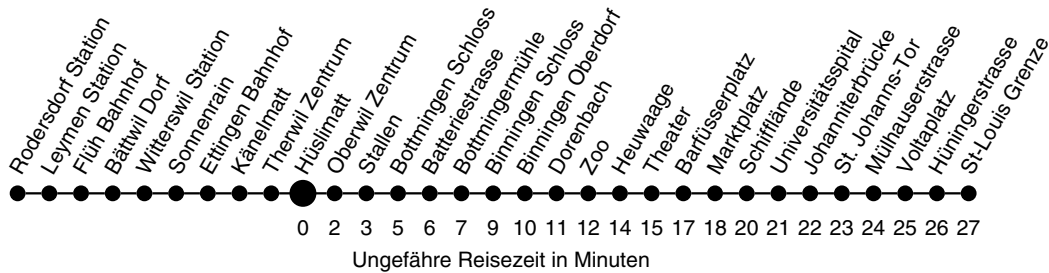 Rodersdorf Station
Leymen Station
Flüh Bahnhof
Bättwil Dorf
Witterswil Station
Sonnenrain
Ettingen Bahnhof
Känelmatt
Therwil Zentrum
Hüslimatt
Oberwil Zentrum
Stallen
Bottmingen Schloss
Batteriestrasse
Bottmingermühle
Binningen Schloss
Binningen Oberdorf
Dorenbach
Zoo
Heuwaage
Theater
Barfüsserplatz
Marktplatz
Schifflände
Universitätsspital
Johanniterbrücke
St. Johanns-Tor
Mülhauserstrasse
Voltaplatz
Hüningerstrasse
St-Louis Grenze
0 2 3 5 6 7 9 10 11 12 14 15 17 18 20 21 22 23 24 25 26 27
Ungefähre Reisezeit in Minuten